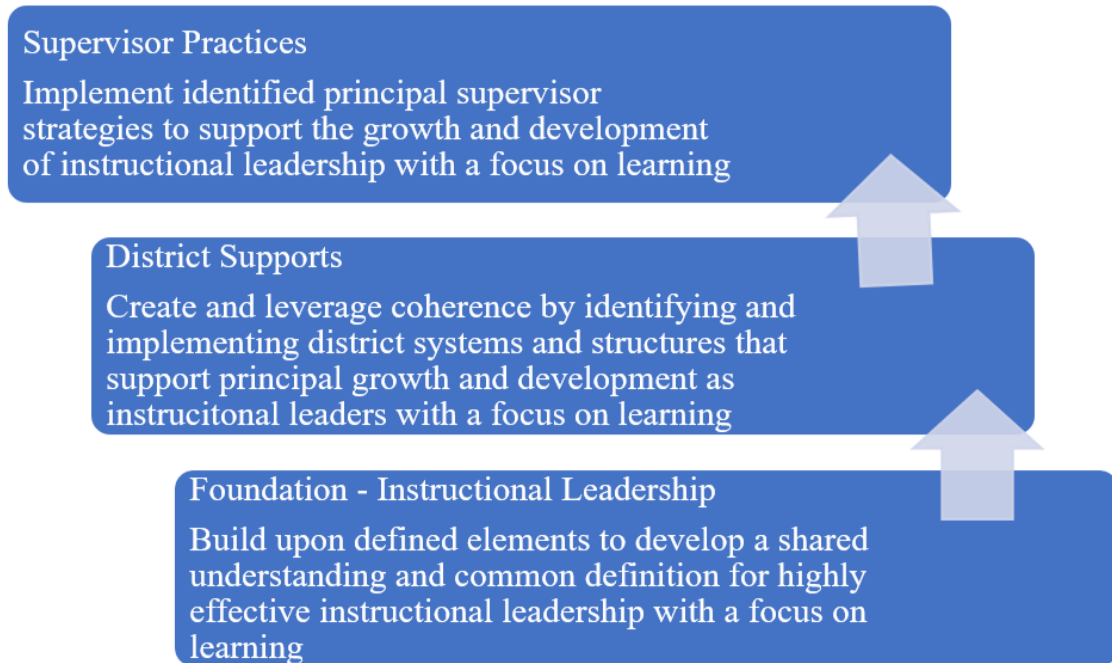 Supervisor Practices
Implement identified principal supervisor
strategies to support the growth and development
of instructional leadership with a focus on learning
District Supports
Create and leverage coherence by identifying and
implementing district systems and structures that
support principal growth and development as
instrucitonal leaders with a focus on learning
Foundation - Instructional Leadership
Build upon defined elements to develop a shared
understanding and common definition for highly
effective instructional leadership with a focus on
learning